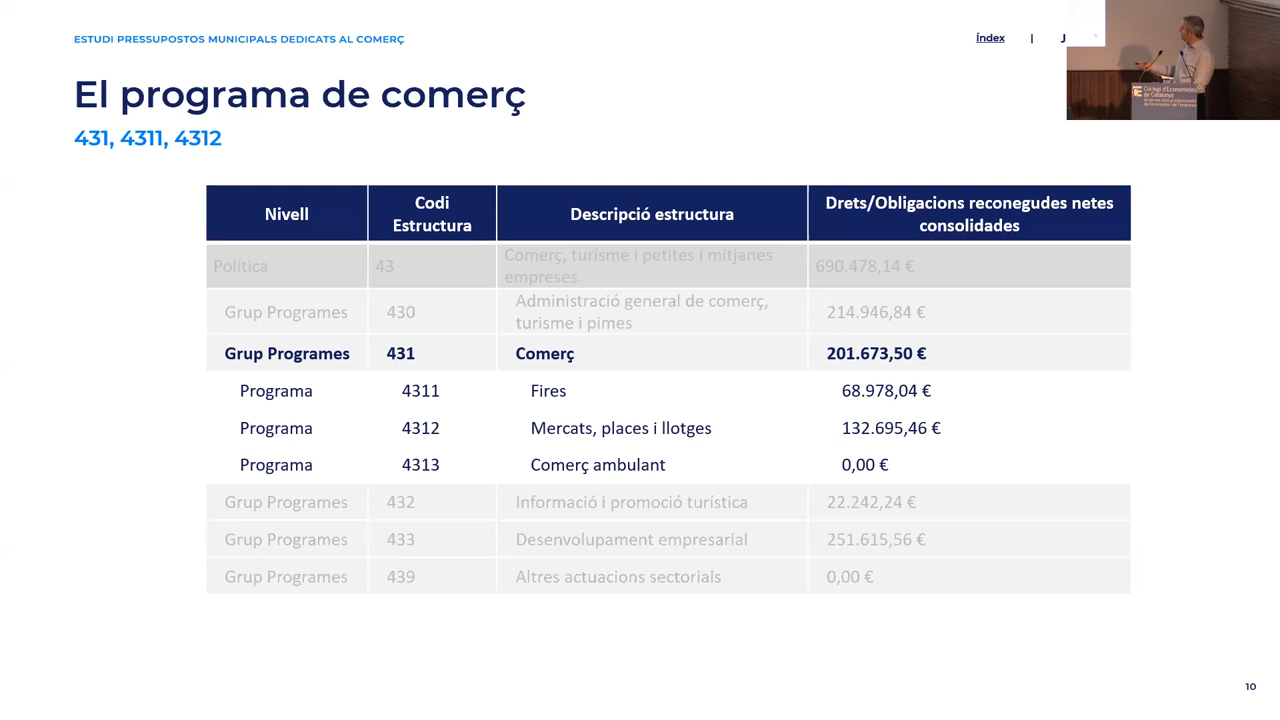 ESTUDI PRESSUPOSTOS MUNICIPALS DEDICATS AL COMERÇ
Índex | J
El programa de comerç
431, 4311, 4312
Col·legi d'Economistes
de Catalunya
Nivell Codi Estructura Descripció estructura Drets/Obligacions reconegudes netes consolidades
Política 43 Comerç, turisme i petites i mitjanes empreses 690.478,14 €
Grup Programes 430 Administració general de comerç, turisme i pimes 214.946,84 €
Grup Programes 431 Comerç 201.673,50 €
Programa 4311 Fires 68.978,04 €
Programa 4312 Mercats, places i llotges 132.695,46 €
Programa 4313 Comerç ambulant 0,00 €
Grup Programes 432 Informació i promoció turística 22.242,24 €
Grup Programes 433 Desenvolupament empresarial 251.615,56 €
Grup Programes 439 Altres actuacions sectorials 0,00 €
10